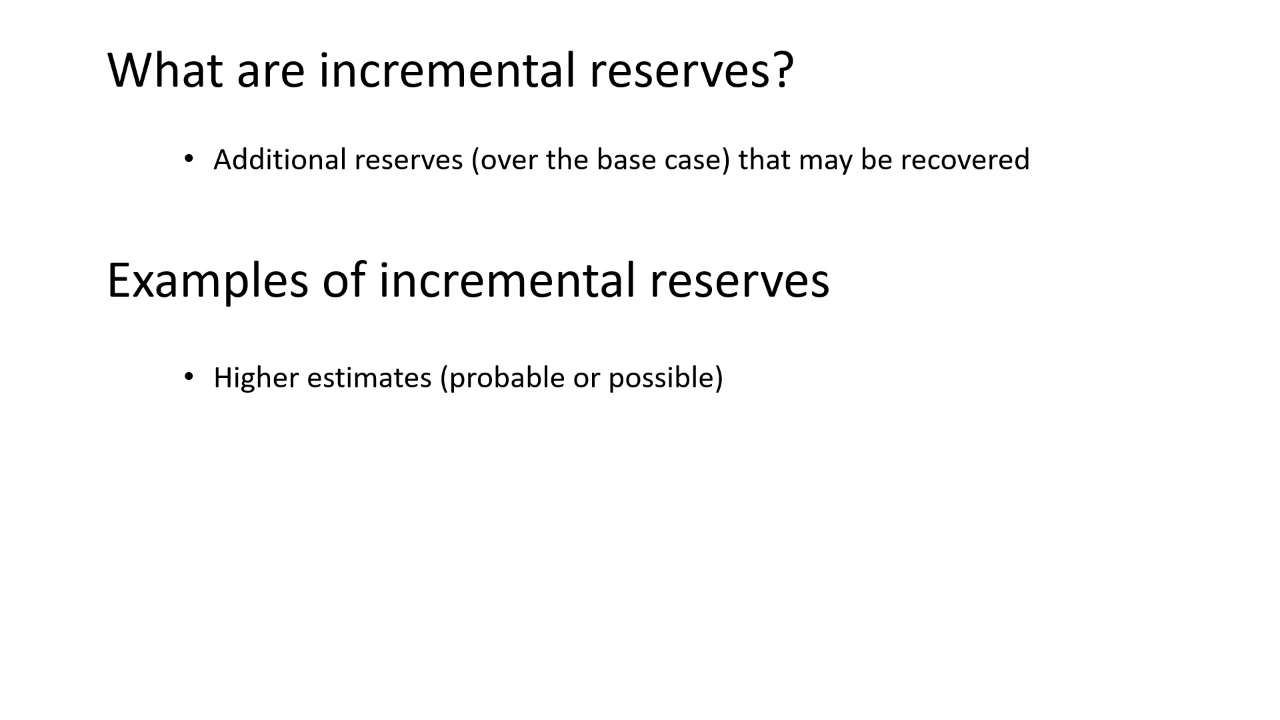 What are incremental reserves?
• Additional reserves (over the base case) that may be recovered
Examples of incremental reserves
• Higher estimates (probable or possible)